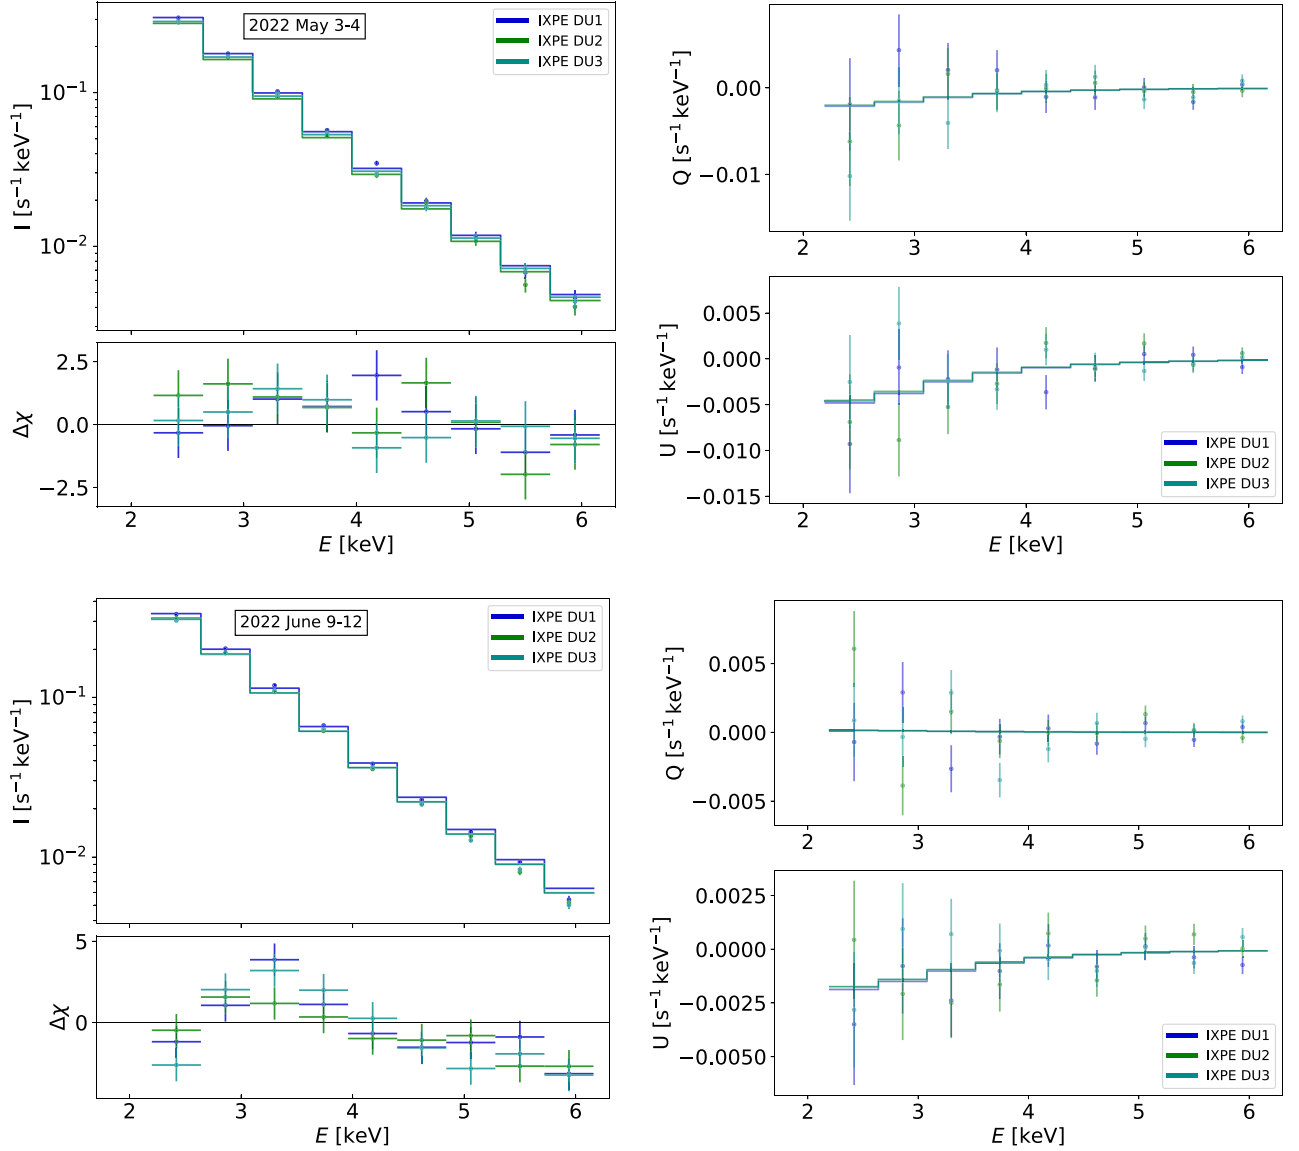 2022 May 3-4
IXPE DU1
IXPE DU2
IXPE DU3
I [s⁻¹ keV⁻¹]
10⁻¹
10⁻²
2.5
0.0
−2.5
Δχ
2 3 4 5 6
E [keV]
Q [s⁻¹ keV⁻¹]
0.00
−0.01
2 3 4 5 6
U [s⁻¹ keV⁻¹]
0.005
0.000
−0.005
−0.010
−0.015
IXPE DU1
IXPE DU2
IXPE DU3
2 3 4 5 6
E [keV]
2022 June 9-12
IXPE DU1
IXPE DU2
IXPE DU3
I [s⁻¹ keV⁻¹]
10⁻¹
10⁻²
5
0
Δχ
2 3 4 5 6
E [keV]
Q [s⁻¹ keV⁻¹]
0.005
0.000
−0.005
2 3 4 5 6
U [s⁻¹ keV⁻¹]
0.0025
0.0000
−0.0025
−0.0050
IXPE DU1
IXPE DU2
IXPE DU3
2 3 4 5 6
E [keV]